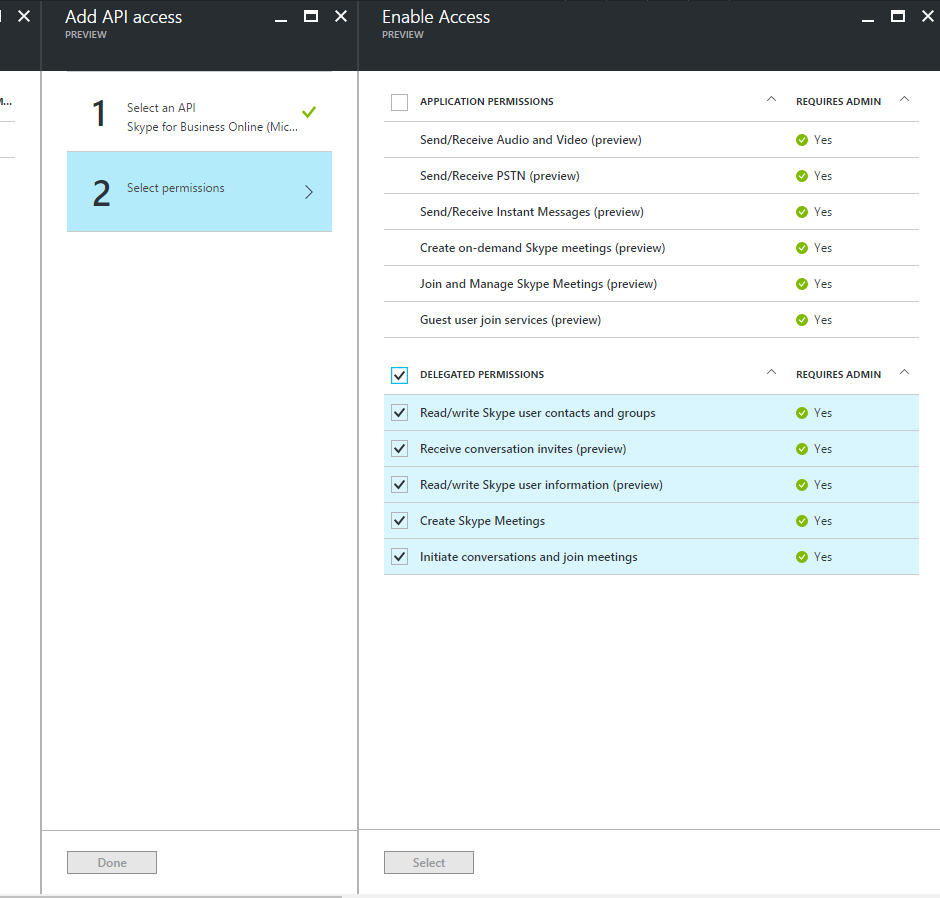 M...
Add API access
PREVIEW
1
Select an API
Skype for Business Online (Mic...
2
Select permissions
Done
Enable Access
PREVIEW
APPLICATION PERMISSIONS REQUIRES ADMIN
Send/Receive Audio and Video (preview) Yes
Send/Receive PSTN (preview) Yes
Send/Receive Instant Messages (preview) Yes
Create on-demand Skype meetings (preview) Yes
Join and Manage Skype Meetings (preview) Yes
Guest user join services (preview) Yes
DELEGATED PERMISSIONS REQUIRES ADMIN
Read/write Skype user contacts and groups Yes
Receive conversation invites (preview) Yes
Read/write Skype user information (preview) Yes
Create Skype Meetings Yes
Initiate conversations and join meetings Yes
Select